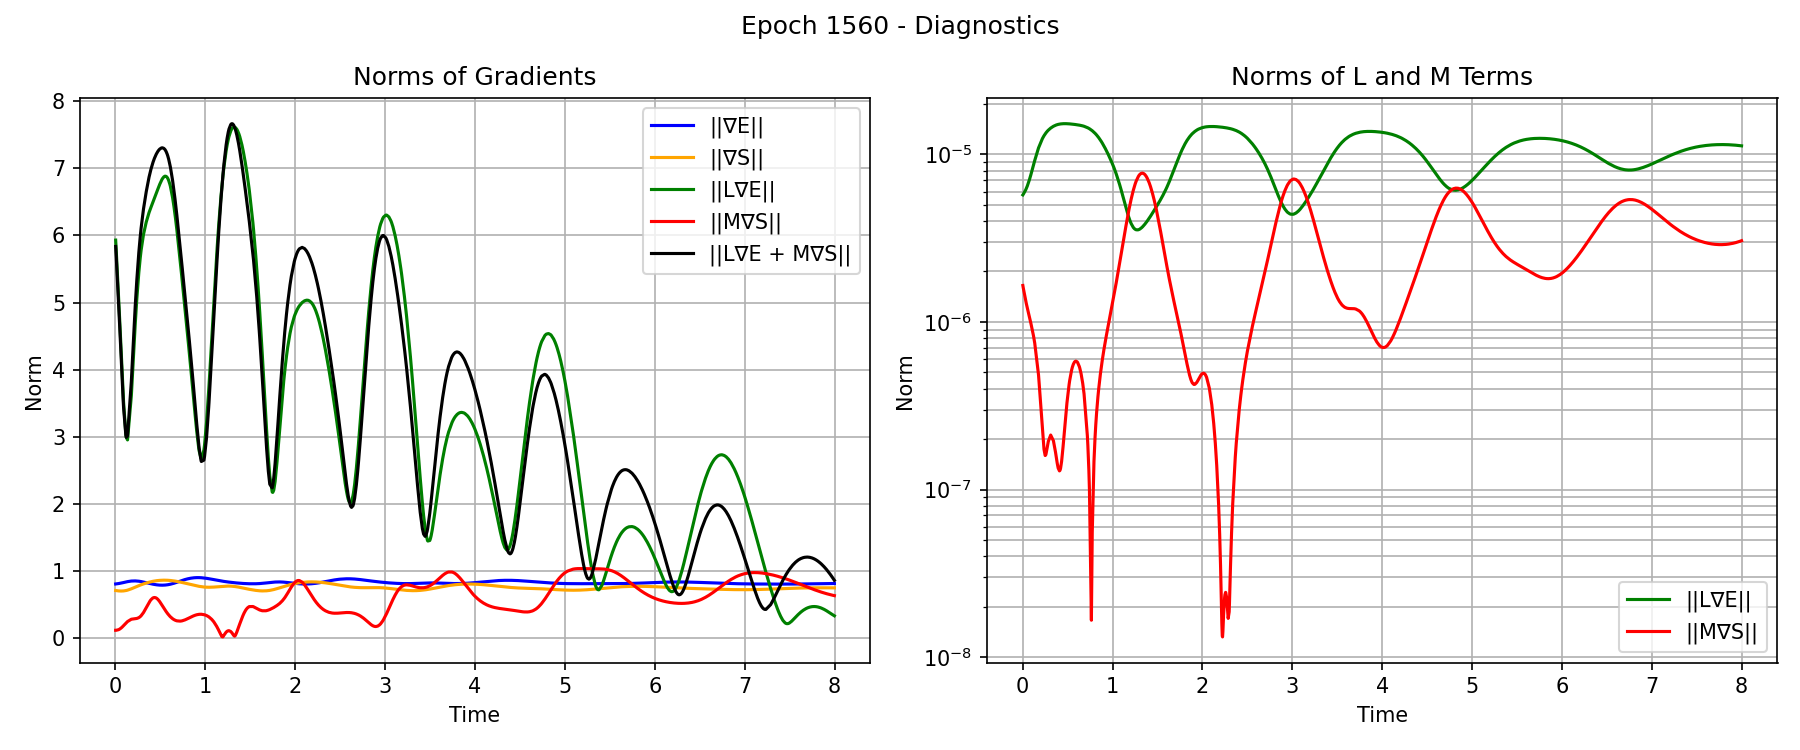 Epoch 1560 - Diagnostics
Norms of Gradients
8
7
6
5
4
3
2
1
0
Norm
0 1 2 3 4 5 6 7 8
Time
||∇E||
||∇S||
||L∇E||
||M∇S||
||L∇E + M∇S||
Norms of L and M Terms
10⁻⁵
10⁻⁶
10⁻⁷
10⁻⁸
Norm
0 1 2 3 4 5 6 7 8
Time
||L∇E||
||M∇S||